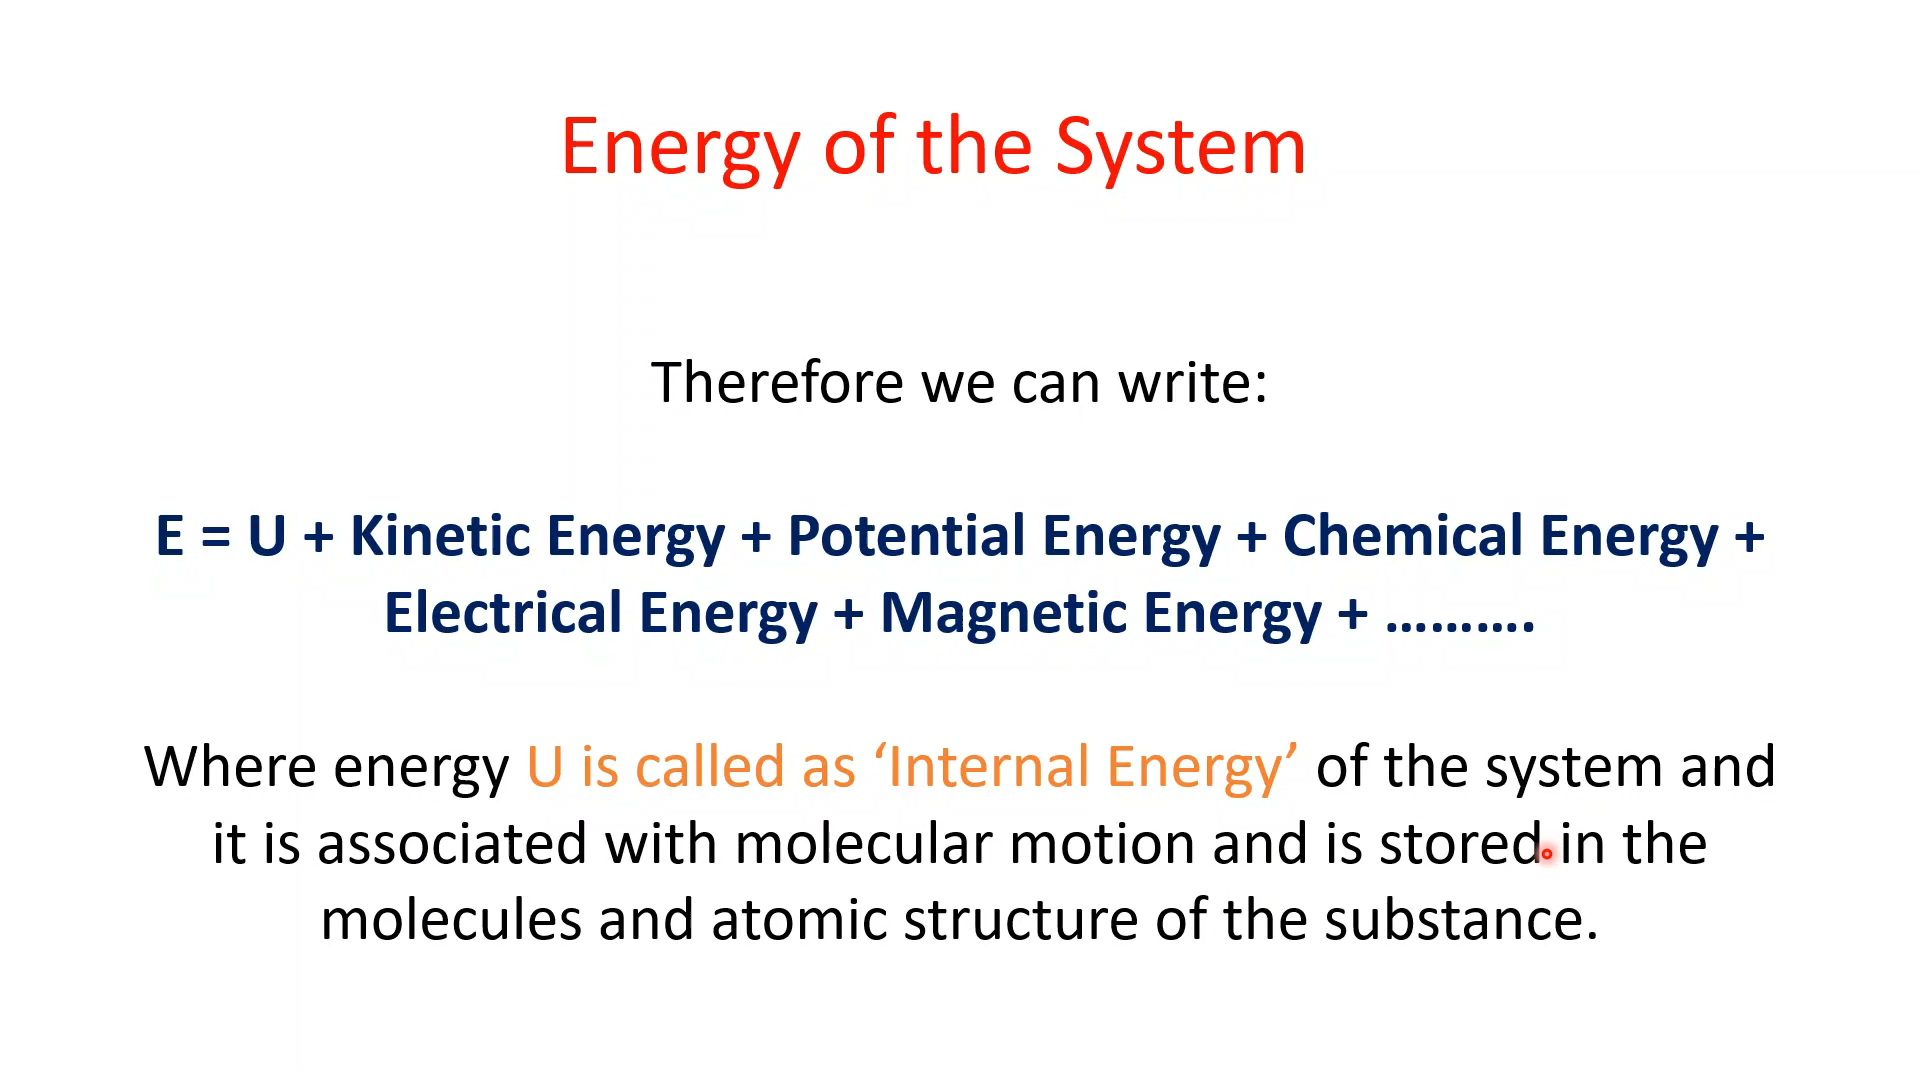 Energy of the System
Therefore we can write:
E = U + Kinetic Energy + Potential Energy + Chemical Energy +
Electrical Energy + Magnetic Energy + ……….
Where energy U is called as ‘Internal Energy’ of the system and
it is associated with molecular motion and is stored in the
molecules and atomic structure of the substance.